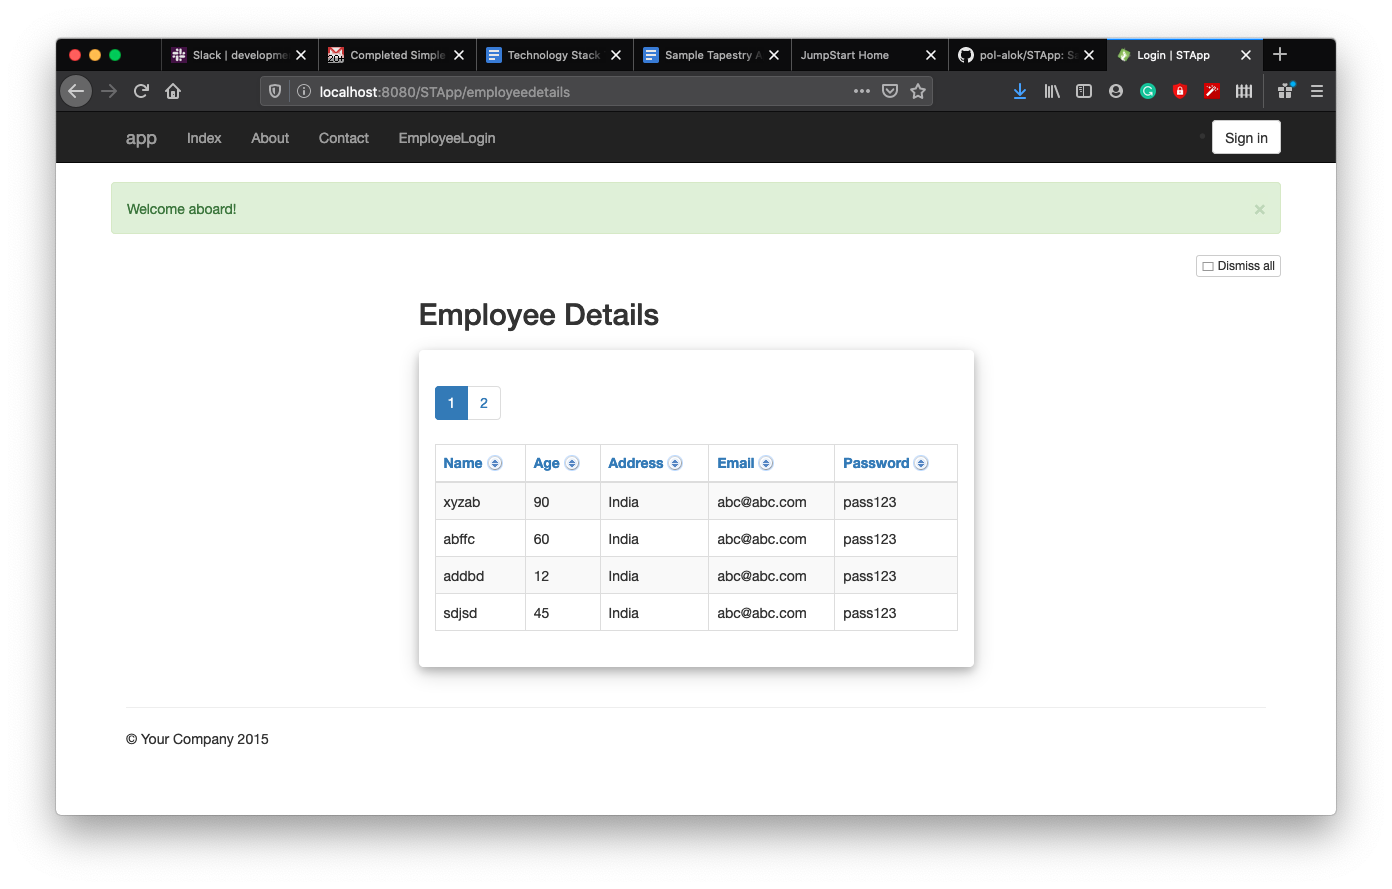 Slack | developme
20+ Completed Simple
Technology Stack
Sample Tapestry A
JumpStart Home
pol-alok/STApp: Sa
Login | STApp
localhost:8080/STApp/employeedetails
app Index About Contact EmployeeLogin Sign in
Welcome aboard! ×
Dismiss all
Employee Details
1 2
Name Age Address Email Password
xyzab 90 India abc@abc.com pass123
abffc 60 India abc@abc.com pass123
addbd 12 India abc@abc.com pass123
sdjsd 45 India abc@abc.com pass123
© Your Company 2015